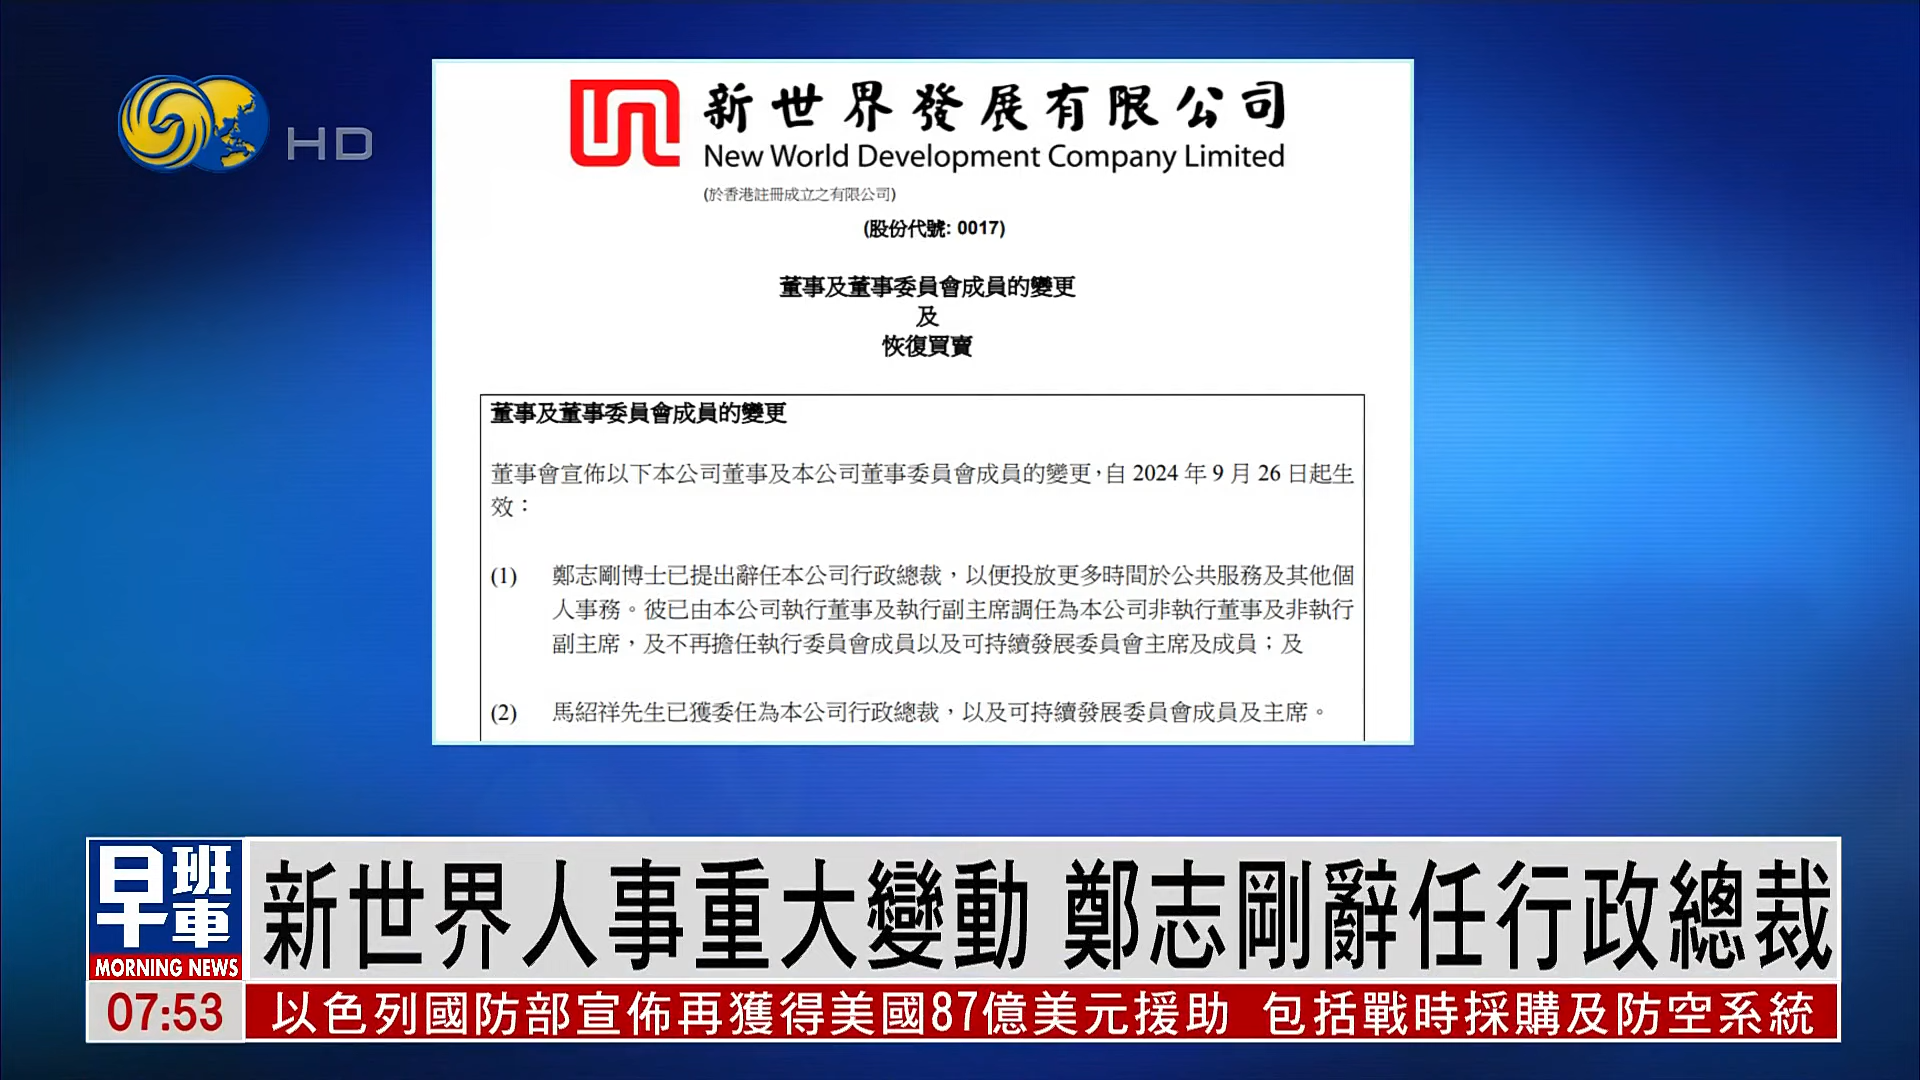 HD
新世界發展有限公司
New World Development Company Limited
(於香港註冊成立之有限公司)
(股份代號: 0017)
董事及董事委員會成員的變更
及
恢復買賣
董事及董事委員會成員的變更
董事會宣佈以下本公司董事及本公司董事委員會成員的變更，自 2024 年 9 月 26 日起生
效：
(1) 鄭志剛博士已提出辭任本公司行政總裁，以便投放更多時間於公共服務及其他個
人事務。彼已由本公司執行董事及執行副主席調任為本公司非執行董事及非執行
副主席，及不再擔任執行委員會成員以及可持續發展委員會主席及成員；及
(2) 馬紹祥先生已獲委任為本公司行政總裁，以及可持續發展委員會成員及主席。
早班車
MORNING NEWS
新世界人事重大變動 鄭志剛辭任行政總裁
07:53
以色列國防部宣佈再獲得美國87億美元援助 包括戰時採購及防空系統